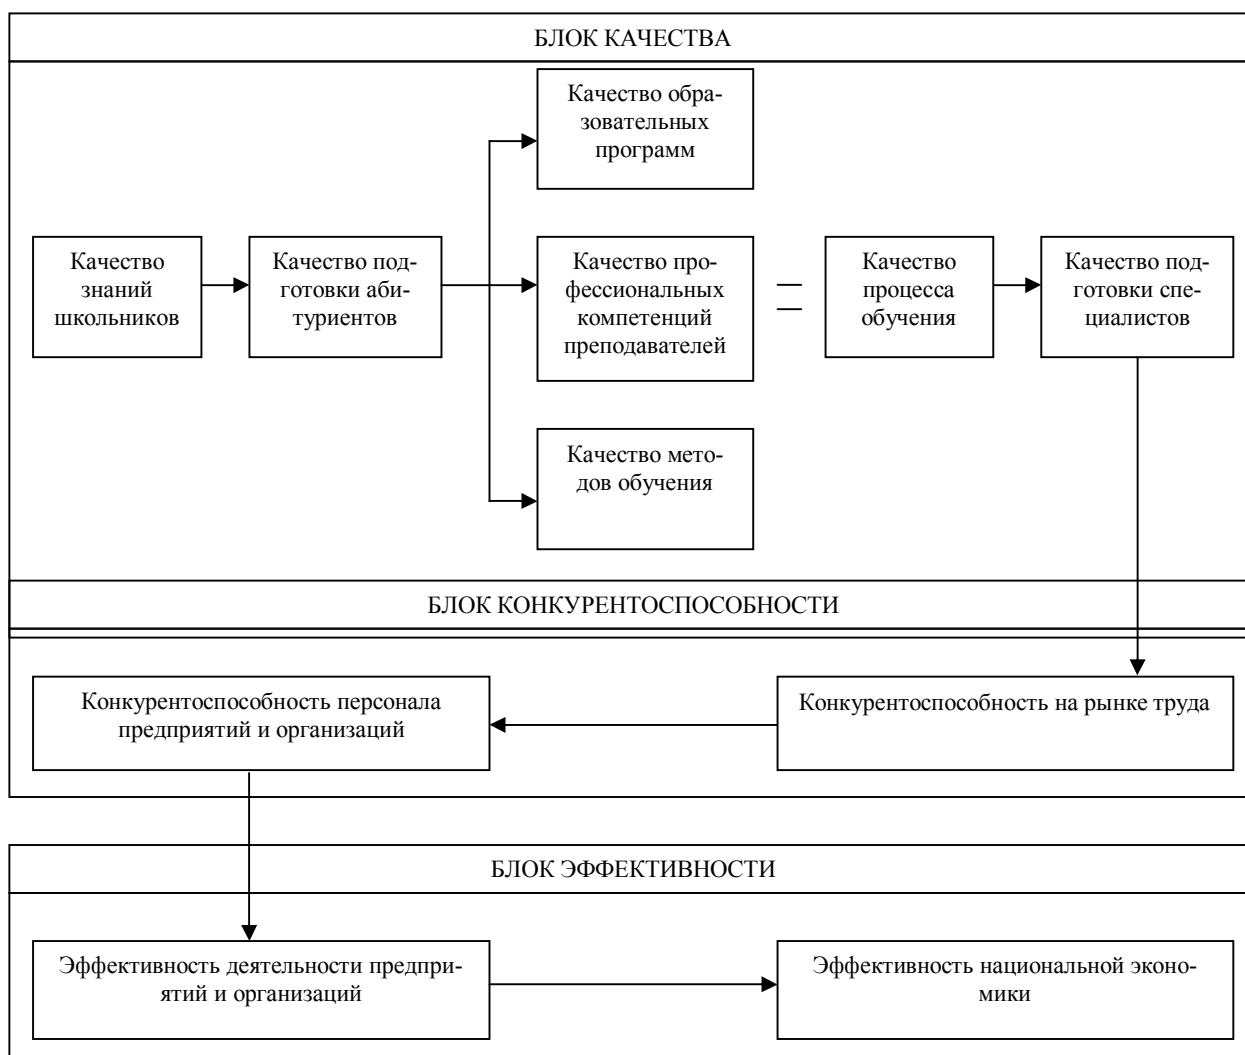 БЛОК КАЧЕСТВА
Качество обра-
зовательных
программ
Качество
знаний
школьников
Качество под-
готовки аби-
туриентов
Качество про-
фессиональных
компетенций
преподавателей
Качество
процесса
обучения
Качество под-
готовки спе-
циалистов
Качество мето-
дов обучения
БЛОК КОНКУРЕНТОСПОСОБНОСТИ
Конкурентоспособность персонала
предприятий и организаций
Конкурентоспособность на рынке труда
БЛОК ЭФФЕКТИВНОСТИ
Эффективность деятельности предпри-
ятий и организаций
Эффективность национальной эконо-
мики